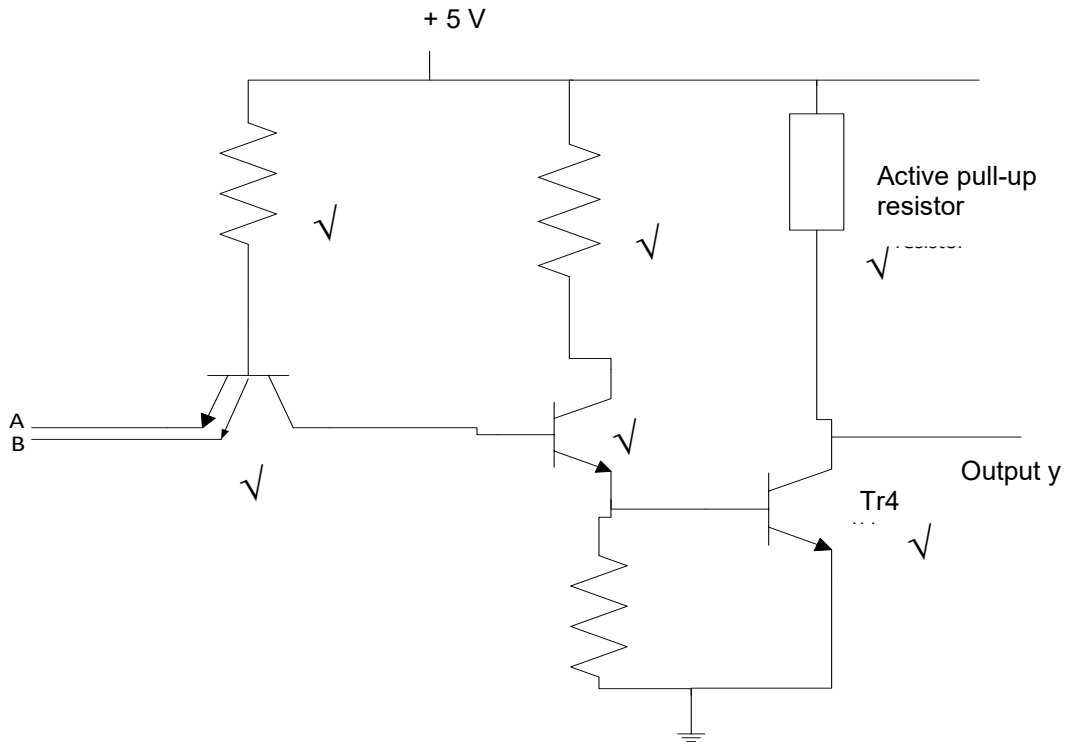 + 5 V
Active pull-up
resistor
√
√
√
A
B
√
√
Output y
Tr4
√